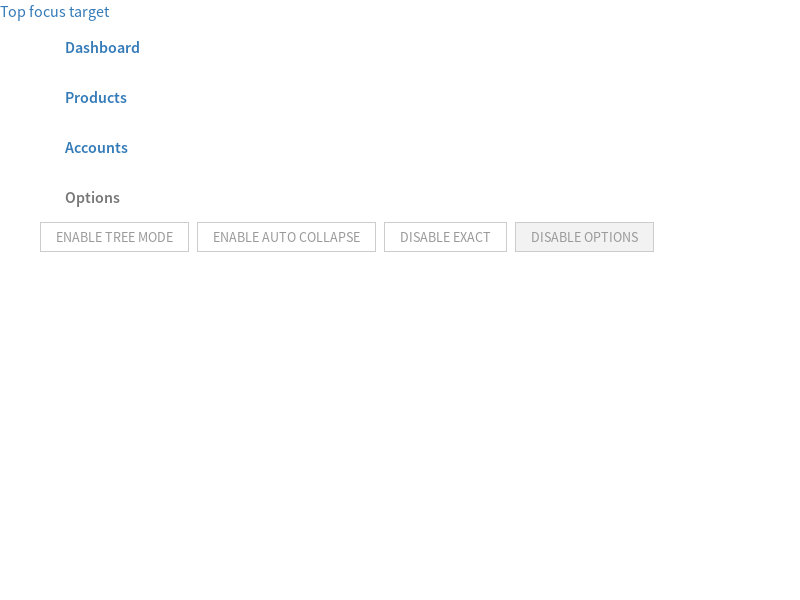 Top focus target
Dashboard
Products
Accounts
Options
ENABLE TREE MODE ENABLE AUTO COLLAPSE DISABLE EXACT DISABLE OPTIONS